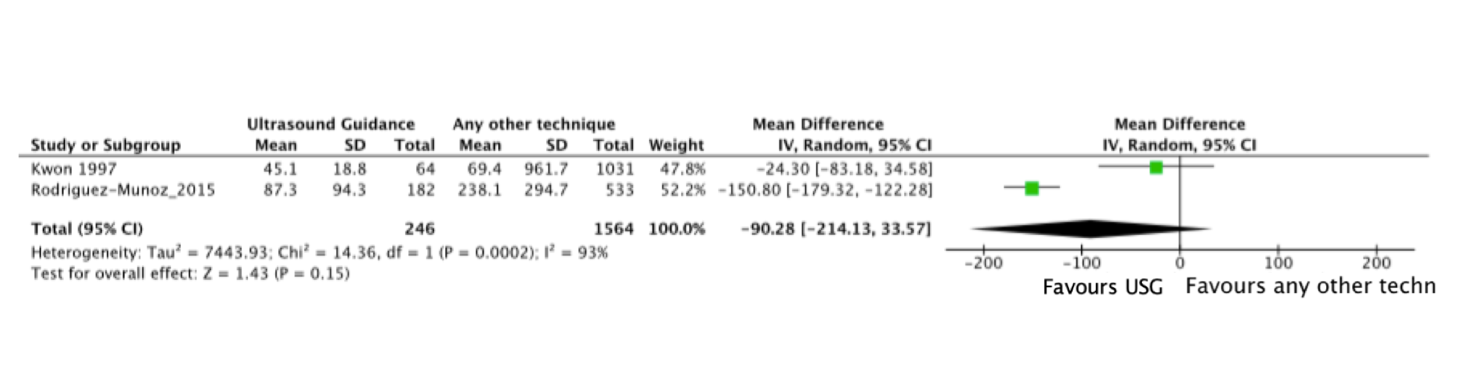 Ultrasound Guidance Any other technique Mean Difference Mean Difference
Study or Subgroup Mean SD Total Mean SD Total Weight IV, Random, 95% CI IV, Random, 95% CI
Kwon 1997 45.1 18.8 64 69.4 961.7 1031 47.8% -24.30 [-83.18, 34.58]
Rodriguez-Munoz_2015 87.3 94.3 182 238.1 294.7 533 52.2% -150.80 [-179.32, -122.28]
Total (95% CI) 246 1564 100.0% -90.28 [-214.13, 33.57]
Heterogeneity: Tau² = 7443.93; Chi² = 14.36, df = 1 (P = 0.0002); I² = 93%
Test for overall effect: Z = 1.43 (P = 0.15)
-200 -100 0 100 200
Favours USG Favours any other techn